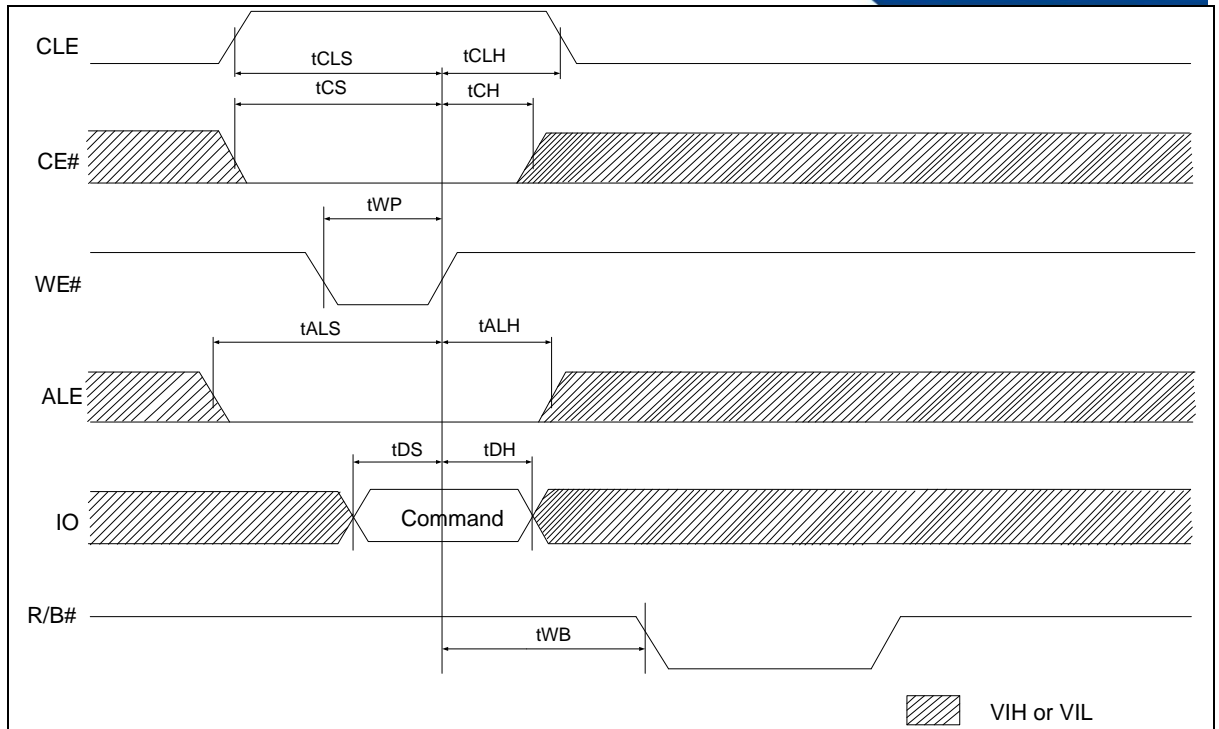 CLE
tCLS
tCLH
tCS
tCH
CE#
tWP
WE#
tALS
tALH
ALE
tDS
tDH
IO
Command
R/B#
tWB
VIH or VIL